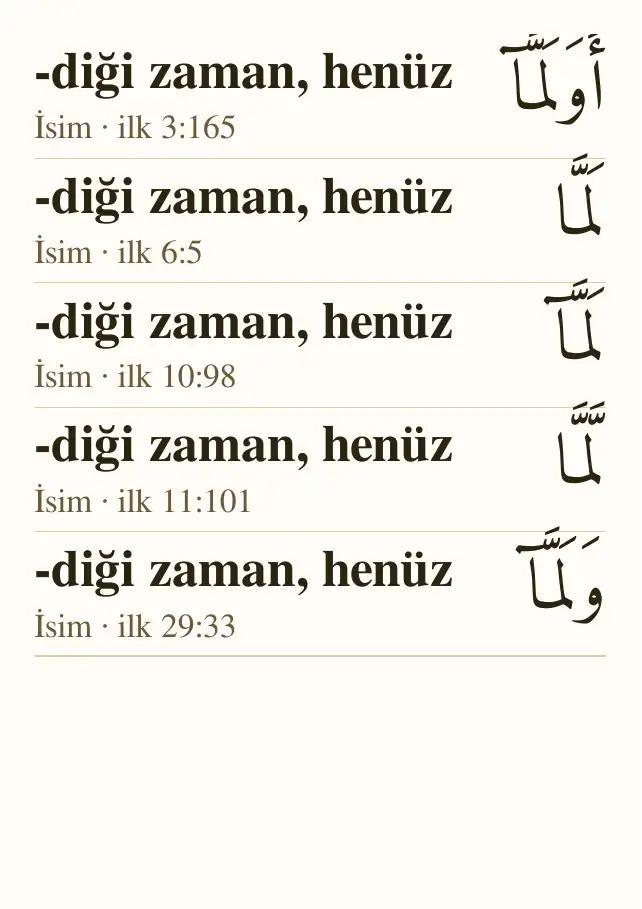 -diği zaman, henüz أَوَلَمَّآ
İsim · ilk 3:165
-diği zaman, henüz لَمَّا
İsim · ilk 6:5
-diği zaman, henüz لَمَّآ
İsim · ilk 10:98
-diği zaman, henüz لَّمَّا
İsim · ilk 11:101
-diği zaman, henüz وَلَمَّآ
İsim · ilk 29:33